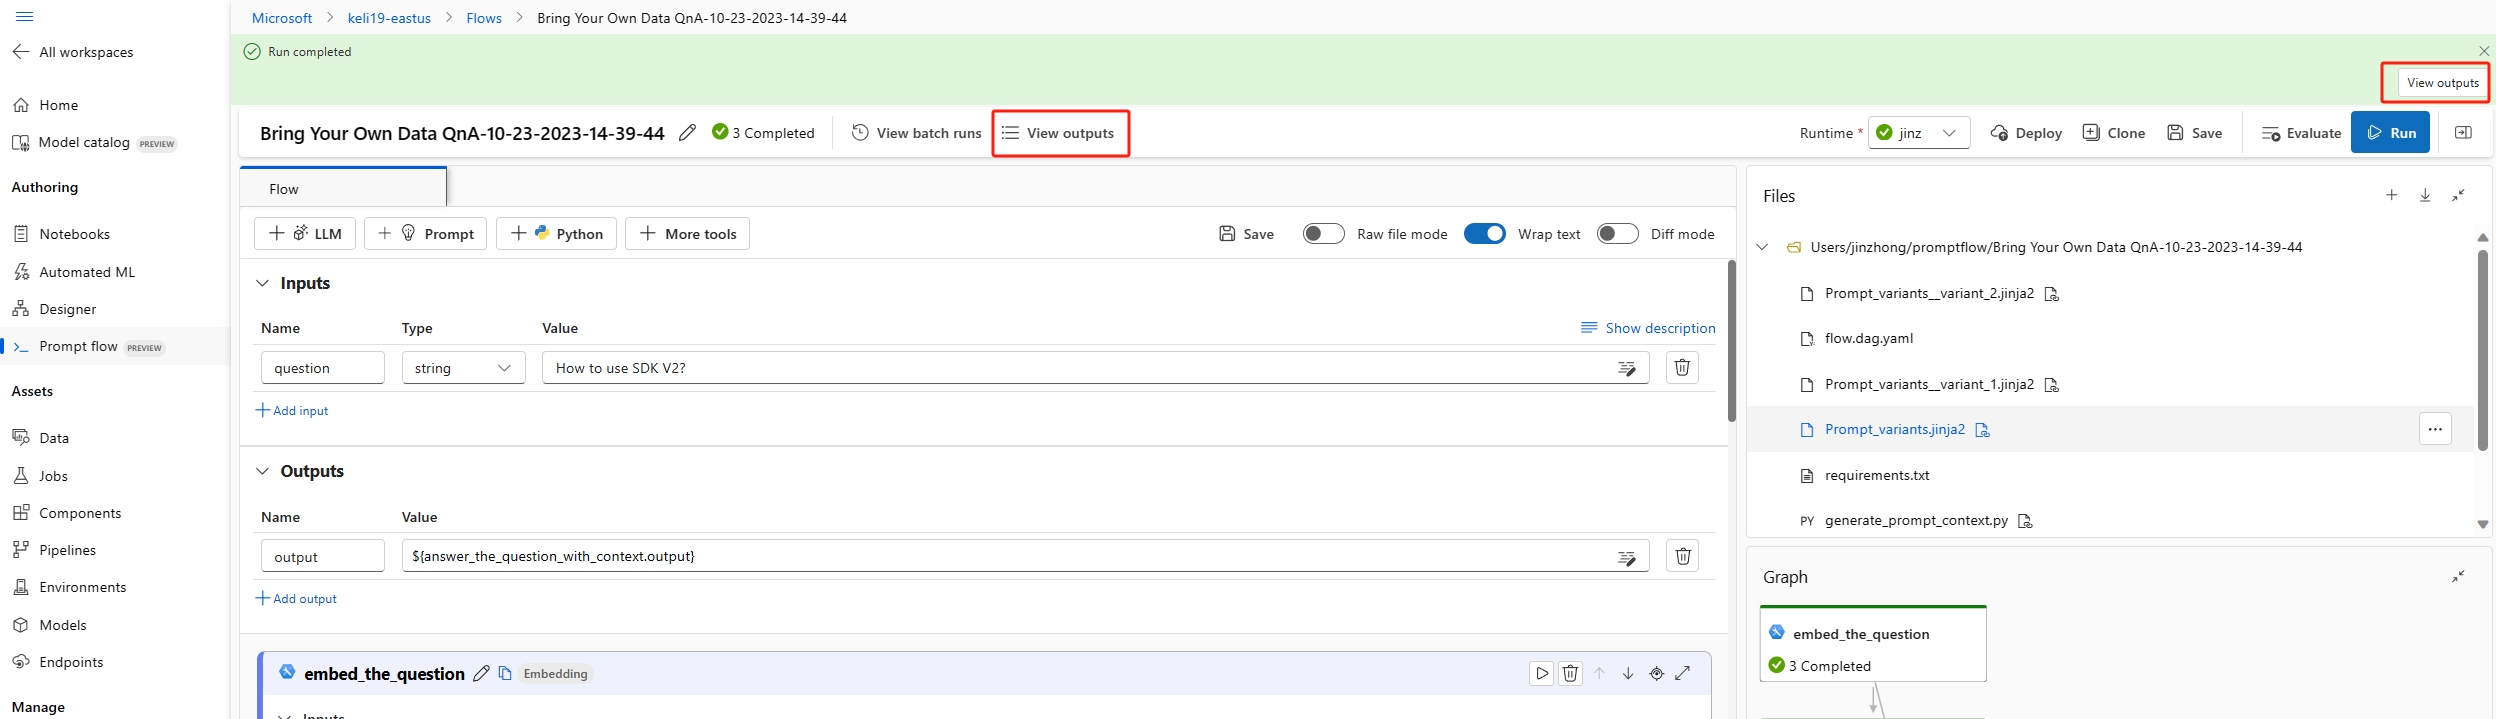 Microsoft > keli19-eastus > Flows > Bring Your Own Data QnA-10-23-2023-14-39-44
All workspaces
Home
Model catalog PREVIEW
Authoring
Notebooks
Automated ML
Designer
Prompt flow PREVIEW
Assets
Data
Jobs
Components
Pipelines
Environments
Models
Endpoints
Manage
Run completed
View outputs
Bring Your Own Data QnA-10-23-2023-14-39-44 3 Completed View batch runs View outputs Runtime * jinz Deploy Clone Save Evaluate Run
Flow
LLM Prompt Python More tools Save Raw file mode Wrap text Diff mode
Inputs
Name Type Value Show description
question string How to use SDK V2?
Add input
Outputs
Name Value
output ${answer_the_question_with_context.output}
Add output
embed_the_question Embedding
Inputs
Files
Users/jinzhong/promptflow/Bring Your Own Data QnA-10-23-2023-14-39-44
Prompt_variants__variant_2.jinja2
flow.dag.yaml
Prompt_variants__variant_1.jinja2
Prompt_variants.jinja2
requirements.txt
PY generate_prompt_context.py
Graph
embed_the_question
3 Completed